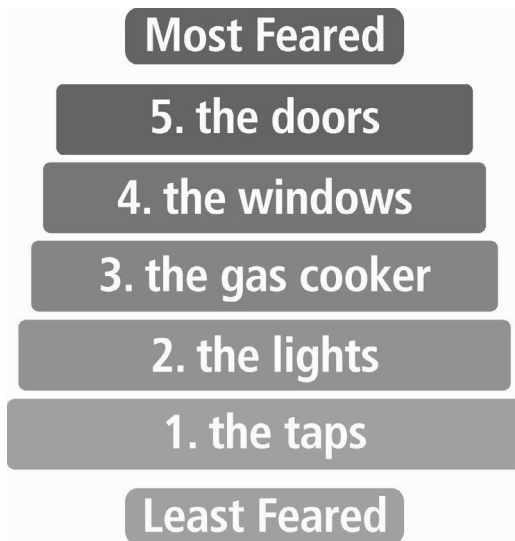 Most Feared
5. the doors
4. the windows
3. the gas cooker
2. the lights
1. the taps
Least Feared